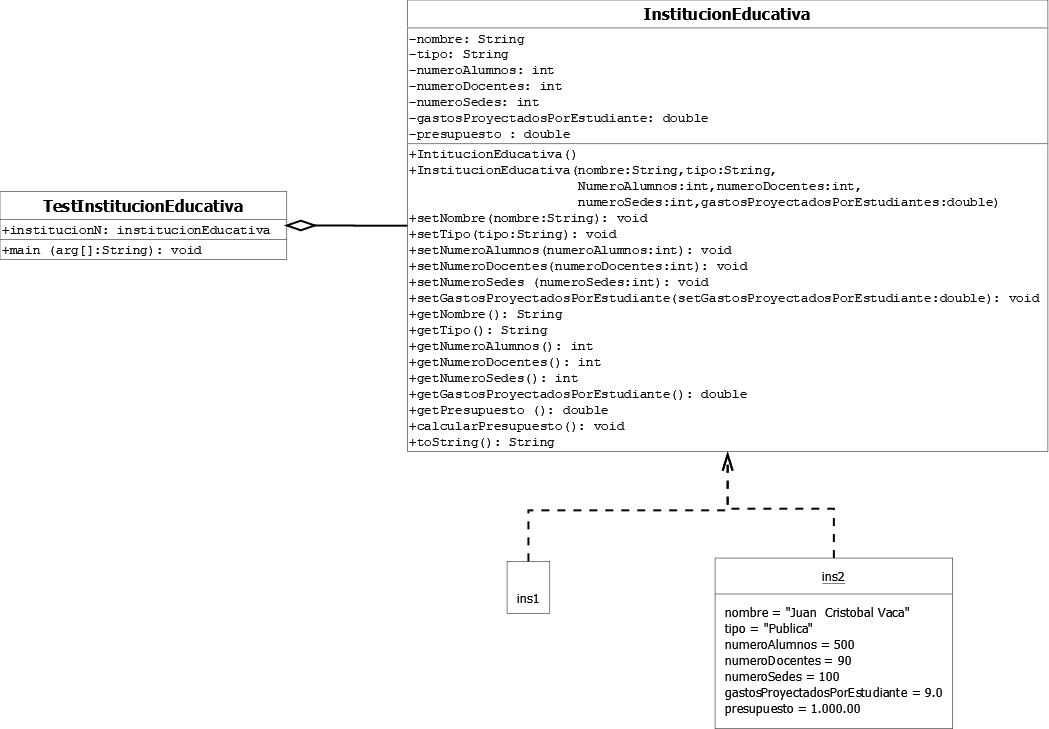 InstitucionEducativa
-nombre: String
-tipo: String
-numeroAlumnos: int
-numeroDocentes: int
-numeroSedes: int
-gastosProyectadosPorEstudiante: double
-presupuesto : double
+IntitucionEducativa()
+InstitucionEducativa(nombre:String,tipo:String,
NumeroAlumnos:int,numeroDocentes:int,
numeroSedes:int,gastosProyectadosPorEstudiantes:double)
+setNombre(nombre:String): void
+setTipo(tipo:String): void
+setNumeroAlumnos(numeroAlumnos:int): void
+setNumeroDocentes(numeroDocentes:int): void
+setNumeroSedes (numeroSedes:int): void
+setGastosProyectadosPorEstudiante(setGastosProyectadosPorEstudiante:double): void
+getNombre(): String
+getTipo(): String
+getNumeroAlumnos(): int
+getNumeroDocentes(): int
+getNumeroSedes(): int
+getGastosProyectadosPorEstudiante(): double
+getPresupuesto (): double
+calcularPresupuesto(): void
+toString(): String
TestInstitucionEducativa
+institucionN: institucionEducativa
+main (arg[]:String): void
ins1
ins2
nombre = "Juan  Cristobal Vaca"
tipo = "Publica"
numeroAlumnos = 500
numeroDocentes = 90
numeroSedes = 100
gastosProyectadosPorEstudiante = 9.0
presupuesto = 1.000.00